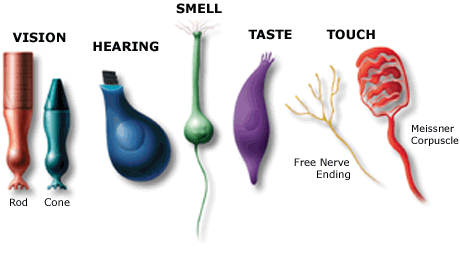 VISION
HEARING
SMELL
TASTE
TOUCH
Rod
Cone
Free Nerve
Ending
Meissner
Corpuscle